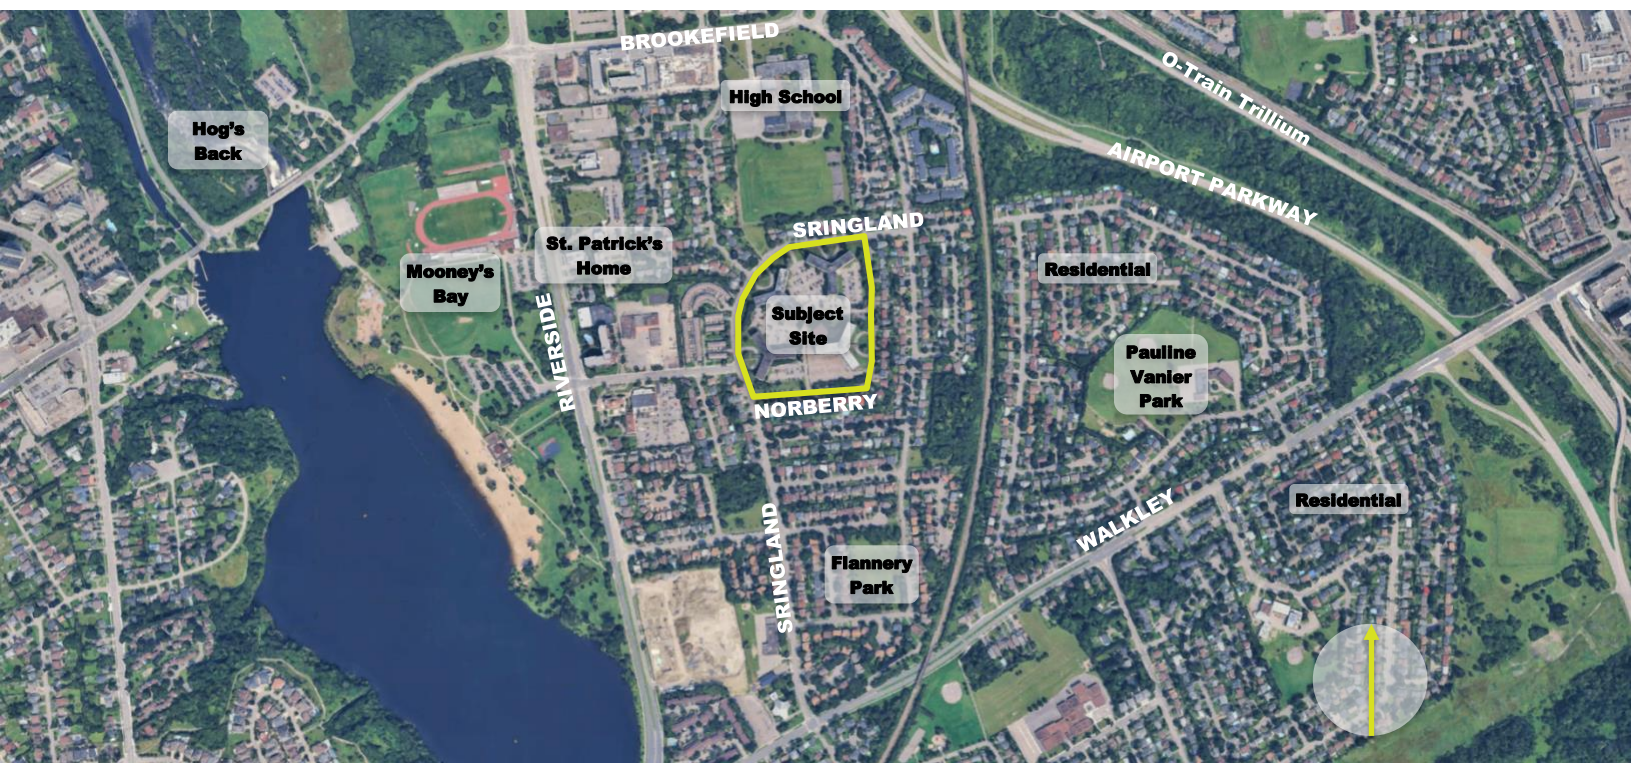 BROOKEFIELD
O-Train Trillium
High School
Hog's
Back
AIRPORT PARKWAY
SRINGLAND
St. Patrick's
Home
Mooney's
Bay
Residential
Subject
Site
RIVERSIDE
Pauline
Vanier
Park
NORBERRY
Residential
WALKLEY
SRINGLAND
Flannery
Park